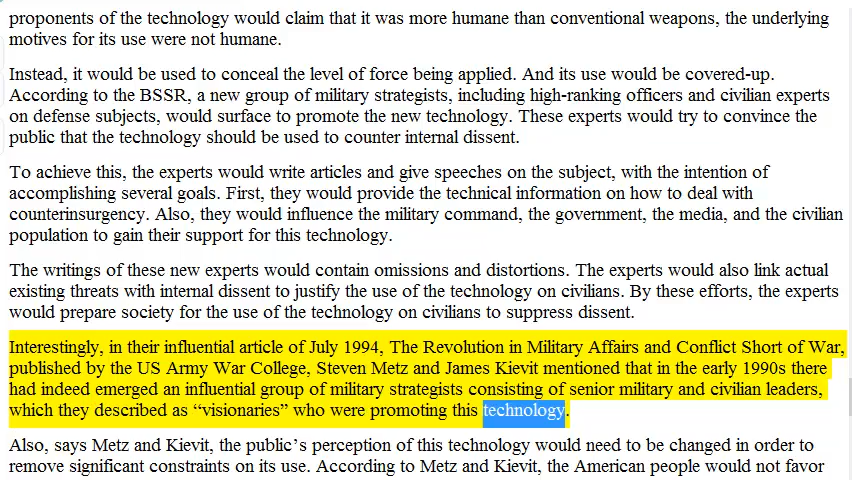 proponents of the technology would claim that it was more humane than conventional weapons, the underlying
motives for its use were not humane.
Instead, it would be used to conceal the level of force being applied. And its use would be covered-up.
According to the BSSR, a new group of military strategists, including high-ranking officers and civilian experts
on defense subjects, would surface to promote the new technology. These experts would try to convince the
public that the technology should be used to counter internal dissent.
To achieve this, the experts would write articles and give speeches on the subject, with the intention of
accomplishing several goals. First, they would provide the technical information on how to deal with
counterinsurgency. Also, they would influence the military command, the government, the media, and the civilian
population to gain their support for this technology.
The writings of these new experts would contain omissions and distortions. The experts would also link actual
existing threats with internal dissent to justify the use of the technology on civilians. By these efforts, the experts
would prepare society for the use of the technology on civilians to suppress dissent.
Interestingly, in their influential article of July 1994, The Revolution in Military Affairs and Conflict Short of War,
published by the US Army War College, Steven Metz and James Kievit mentioned that in the early 1990s there
had indeed emerged an influential group of military strategists consisting of senior military and civilian leaders,
which they described as “visionaries” who were promoting this technology.
Also, says Metz and Kievit, the public’s perception of this technology would need to be changed in order to
remove significant constraints on its use. According to Metz and Kievit, the American people would not favor